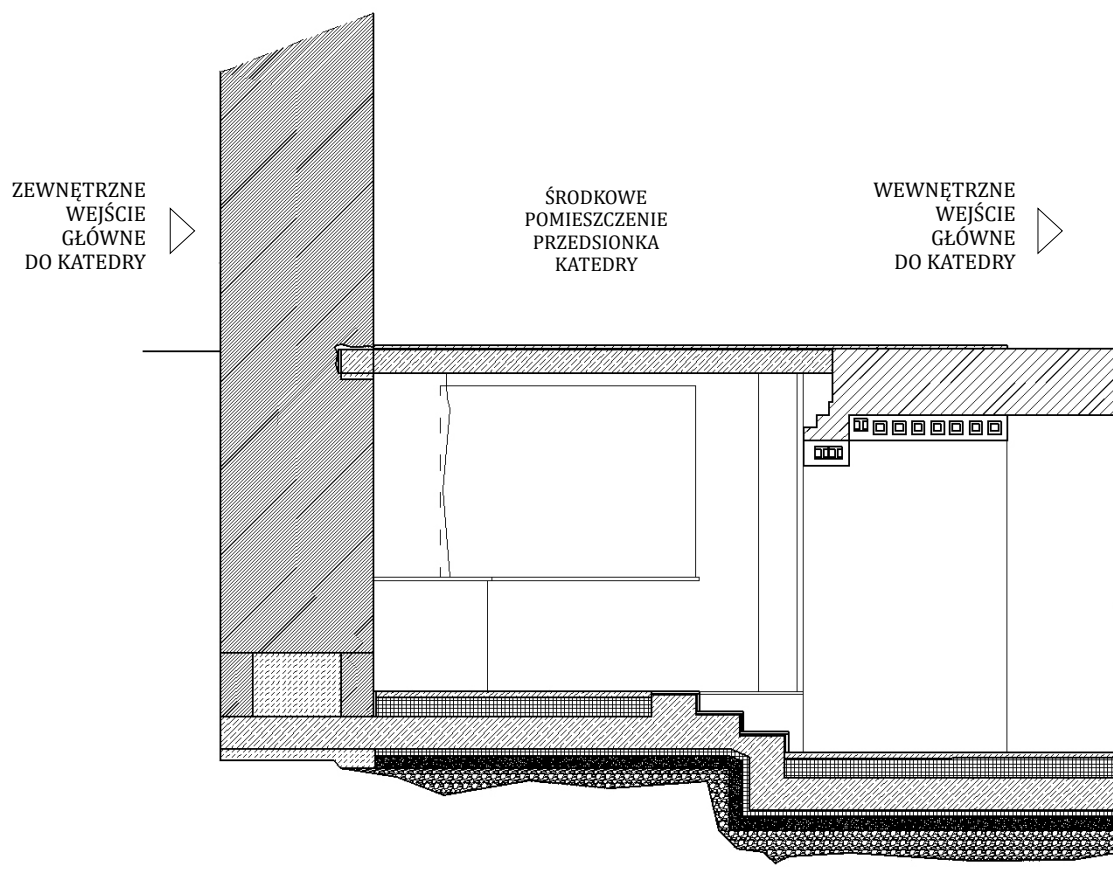 ZEWNĘTRZNE
WEJŚCIE
GŁÓWNE
DO KATEDRY
ŚRODKOWE
POMIESZCZENIE
PRZEDSIONKA
KATEDRY
WEWNĘTRZNE
WEJŚCIE
GŁÓWNE
DO KATEDRY